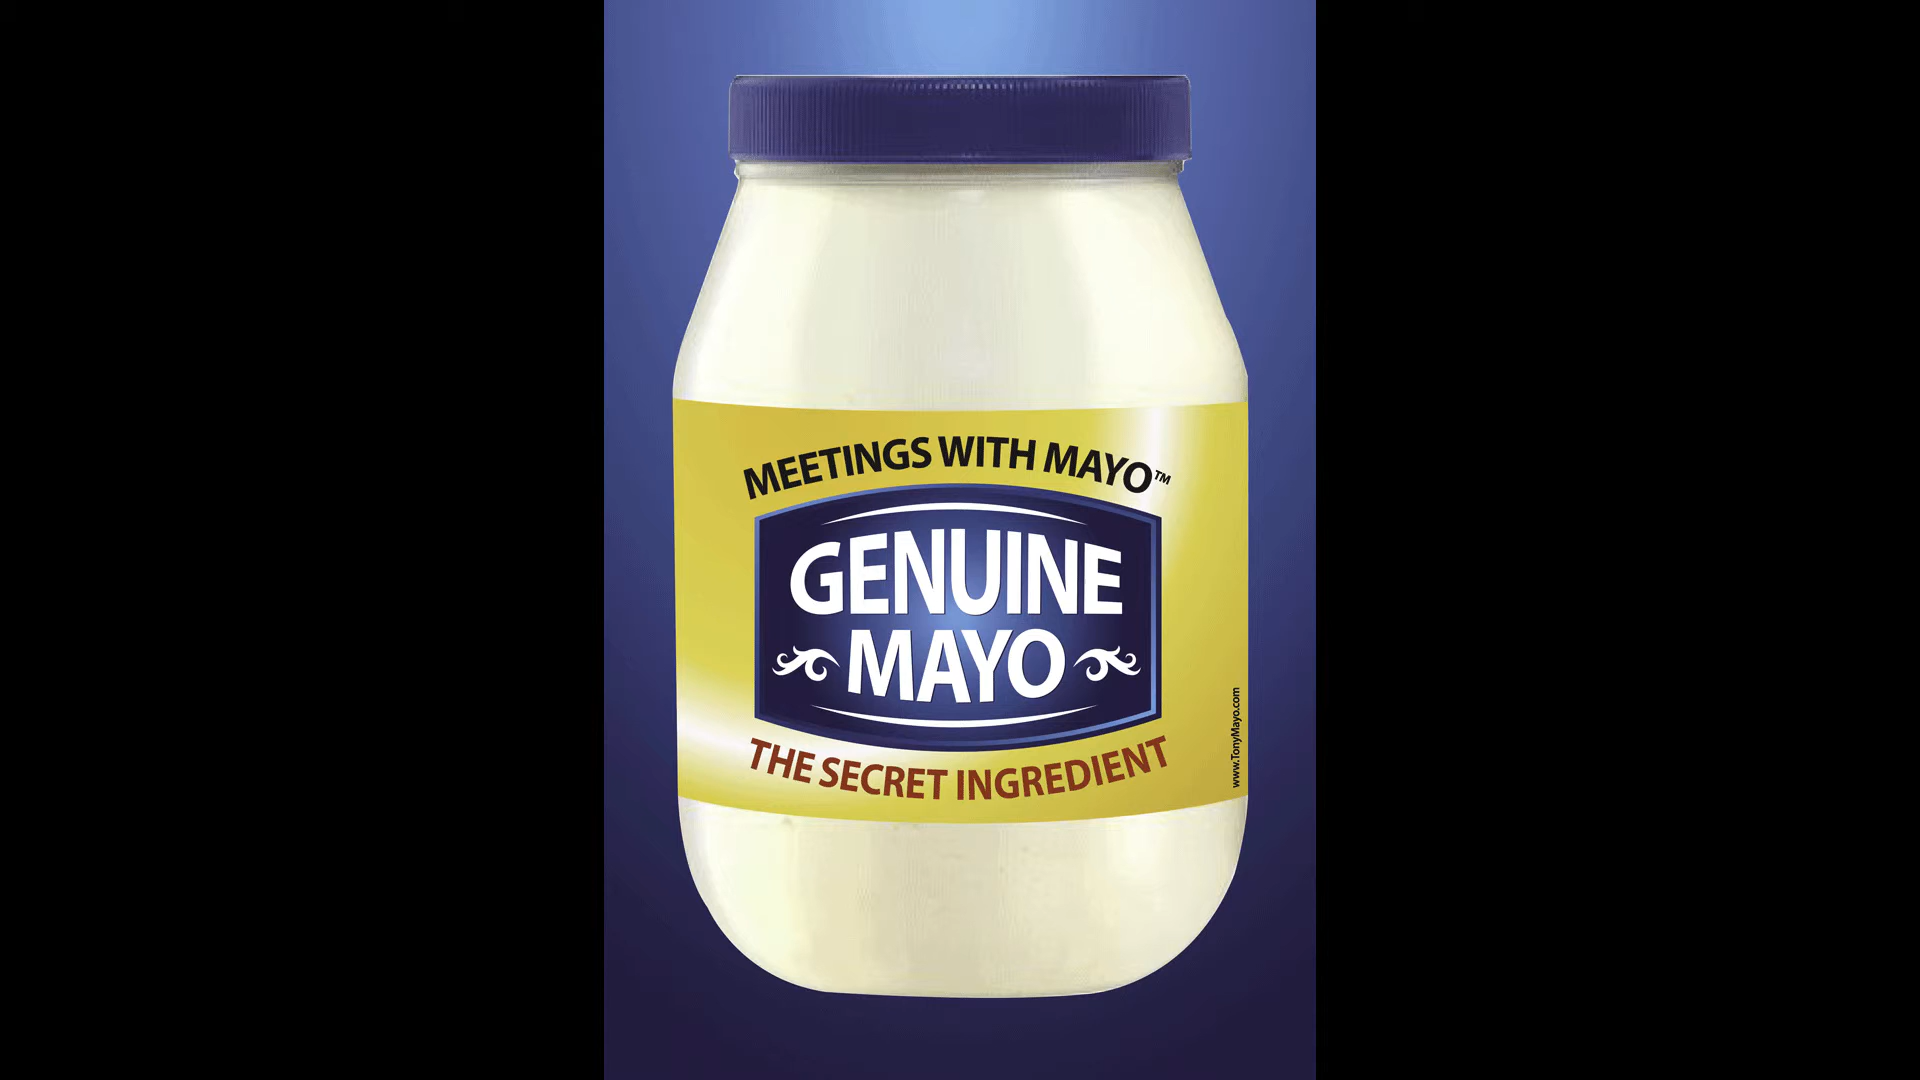 MEETINGS WITH MAYO™
GENUINE
MAYO
THE SECRET INGREDIENT
www.TonyMayo.com